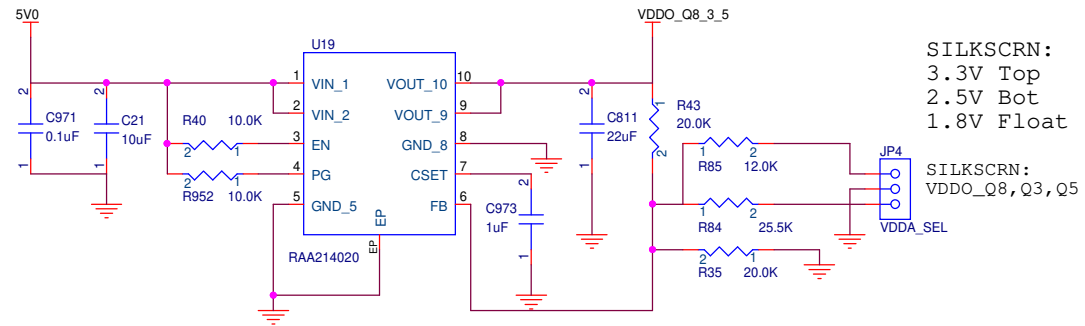 5V0
VDDO_Q8_3_5
SILKSCRN:
3.3V Top
2.5V Bot
1.8V Float
U19
1 VIN_1 VOUT_10 10
2 VIN_2 VOUT_9 9
3 EN GND_8 8
4 PG CSET 7
5 GND_5 FB 6
EP
EP
RAA214020
2 C971
0.1uF
1
2 C21
10uF
1
R40 10.0K
2 1
2 1
R952 10.0K
2
C973
1uF
1
2
C811
22uF
1
1 R43
20.0K
2
1 2
R85 12.0K
1 2
R84 25.5K
2 1
R35 20.0K
JP4
VDDA_SEL
SILKSCRN:
VDDO_Q8,Q3,Q5